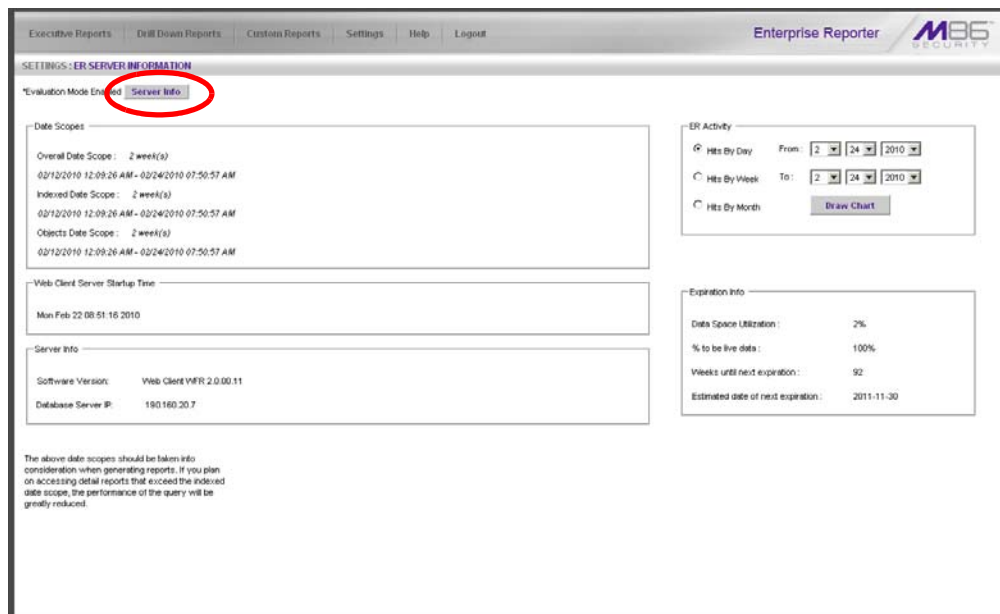 Executive Reports Drill Down Reports Custom Reports Settings Help Logout Enterprise Reporter M86 SECURITY
SETTINGS : ER SERVER INFORMATION
*Evaluation Mode Enabled Server Info
Date Scopes
Overall Date Scope : 2 week(s)
02/12/2010 12:09:26 AM - 02/24/2010 07:50:57 AM
Indexed Date Scope : 2 week(s)
02/12/2010 12:09:26 AM - 02/24/2010 07:50:57 AM
Objects Date Scope : 2 week(s)
02/12/2010 12:09:26 AM - 02/24/2010 07:50:57 AM
Web Client Server Startup Time
Mon Feb 22 08:51:16 2010
Server Info
Software Version: Web Client WFR 2.0.00.11
Database Server IP: 190.160.20.7
The above date scopes should be taken into
consideration when generating reports. If you plan
on accessing detail reports that exceed the indexed
date scope, the performance of the query will be
greatly reduced.
ER Activity
Hits By Day From : 2 24 2010
Hits By Week To : 2 24 2010
Hits By Month Draw Chart
Expiration Info
Data Space Utilization : 2%
% to be live data : 100%
Weeks until next expiration : 92
Estimated date of next expiration : 2011-11-30